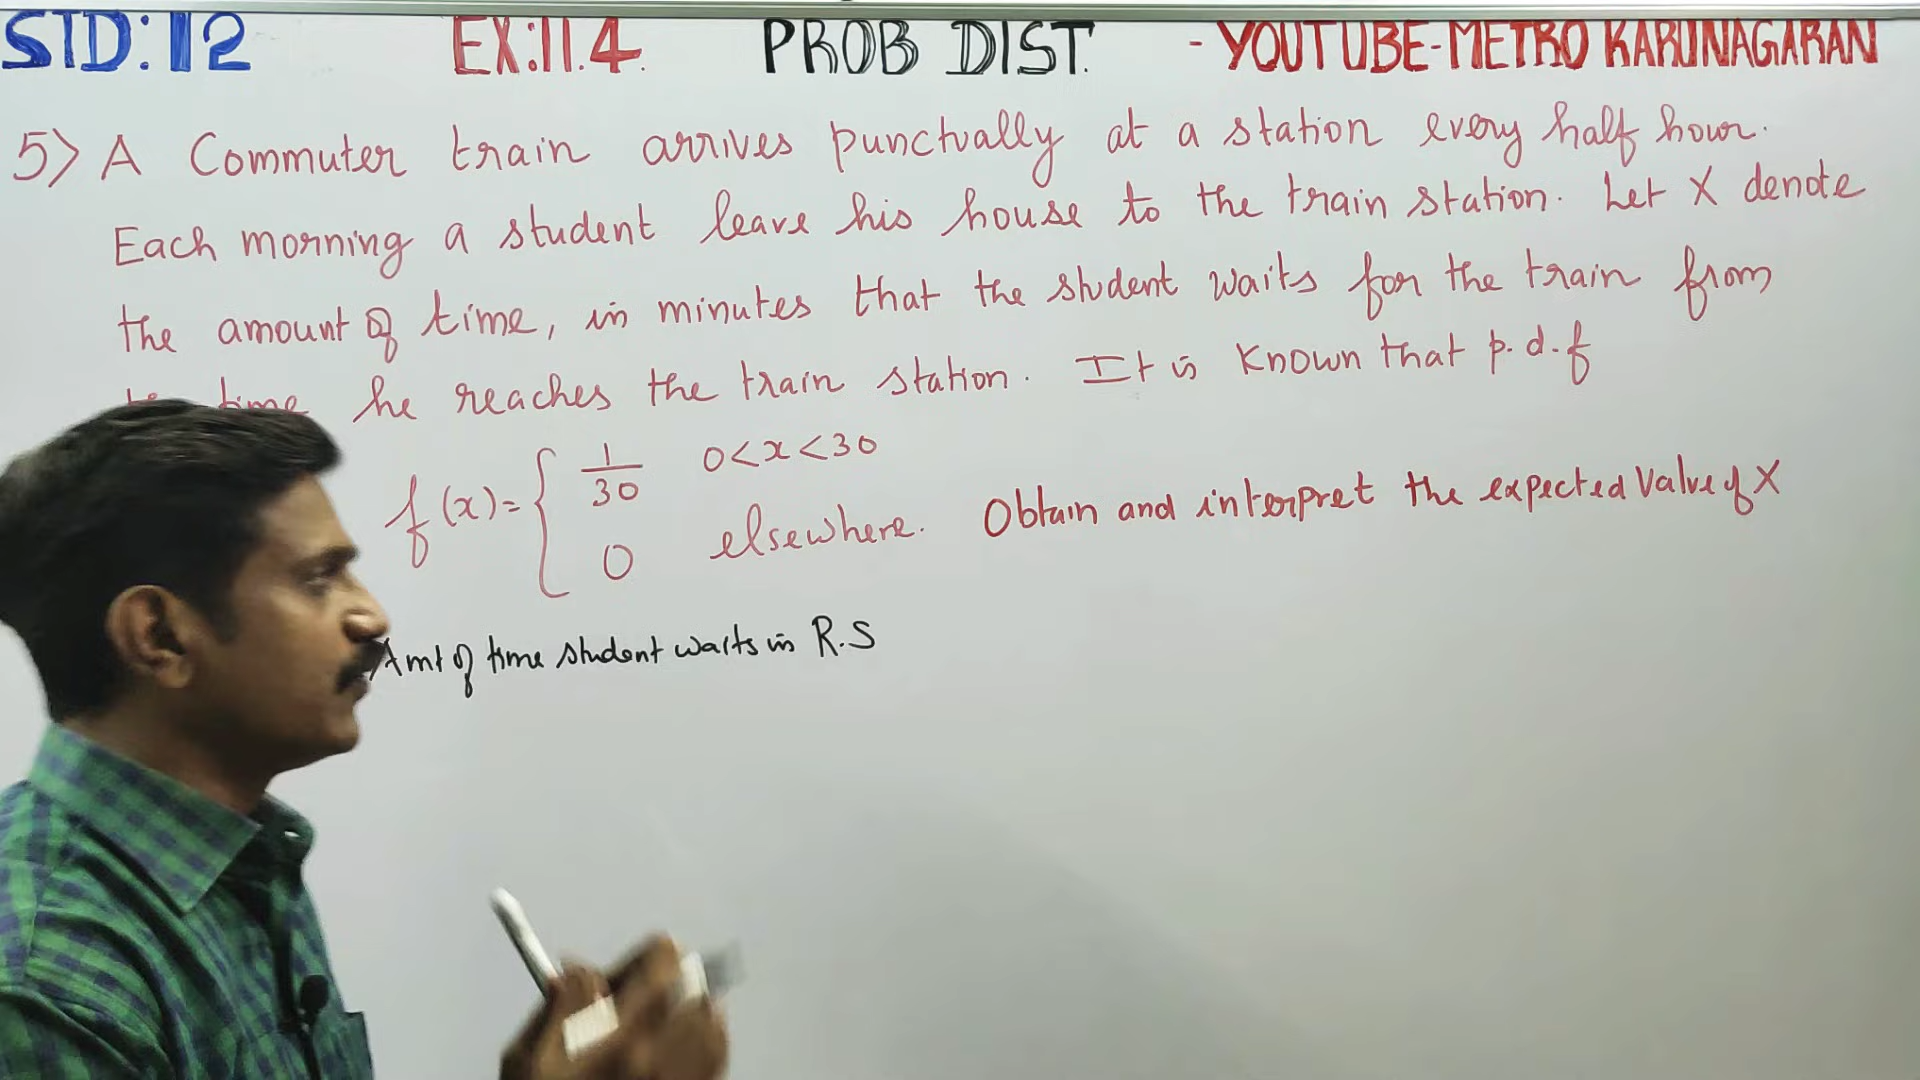 STD:12 EX:11.4. PROB DIST. - YOUTUBE-METRO KARUNAGARAN
5) A Commuter train arrives punctually at a station every half hour.
Each morning a student leave his house to the train station. Let X denote
the amount of time, in minutes that the student waits for the train from
time he reaches the train station. It is known that p.d.f
f(x)= { 1/30 0<x<30
0 elsewhere. Obtain and interpret the expected Value of X
Amt of time student waits in R.S